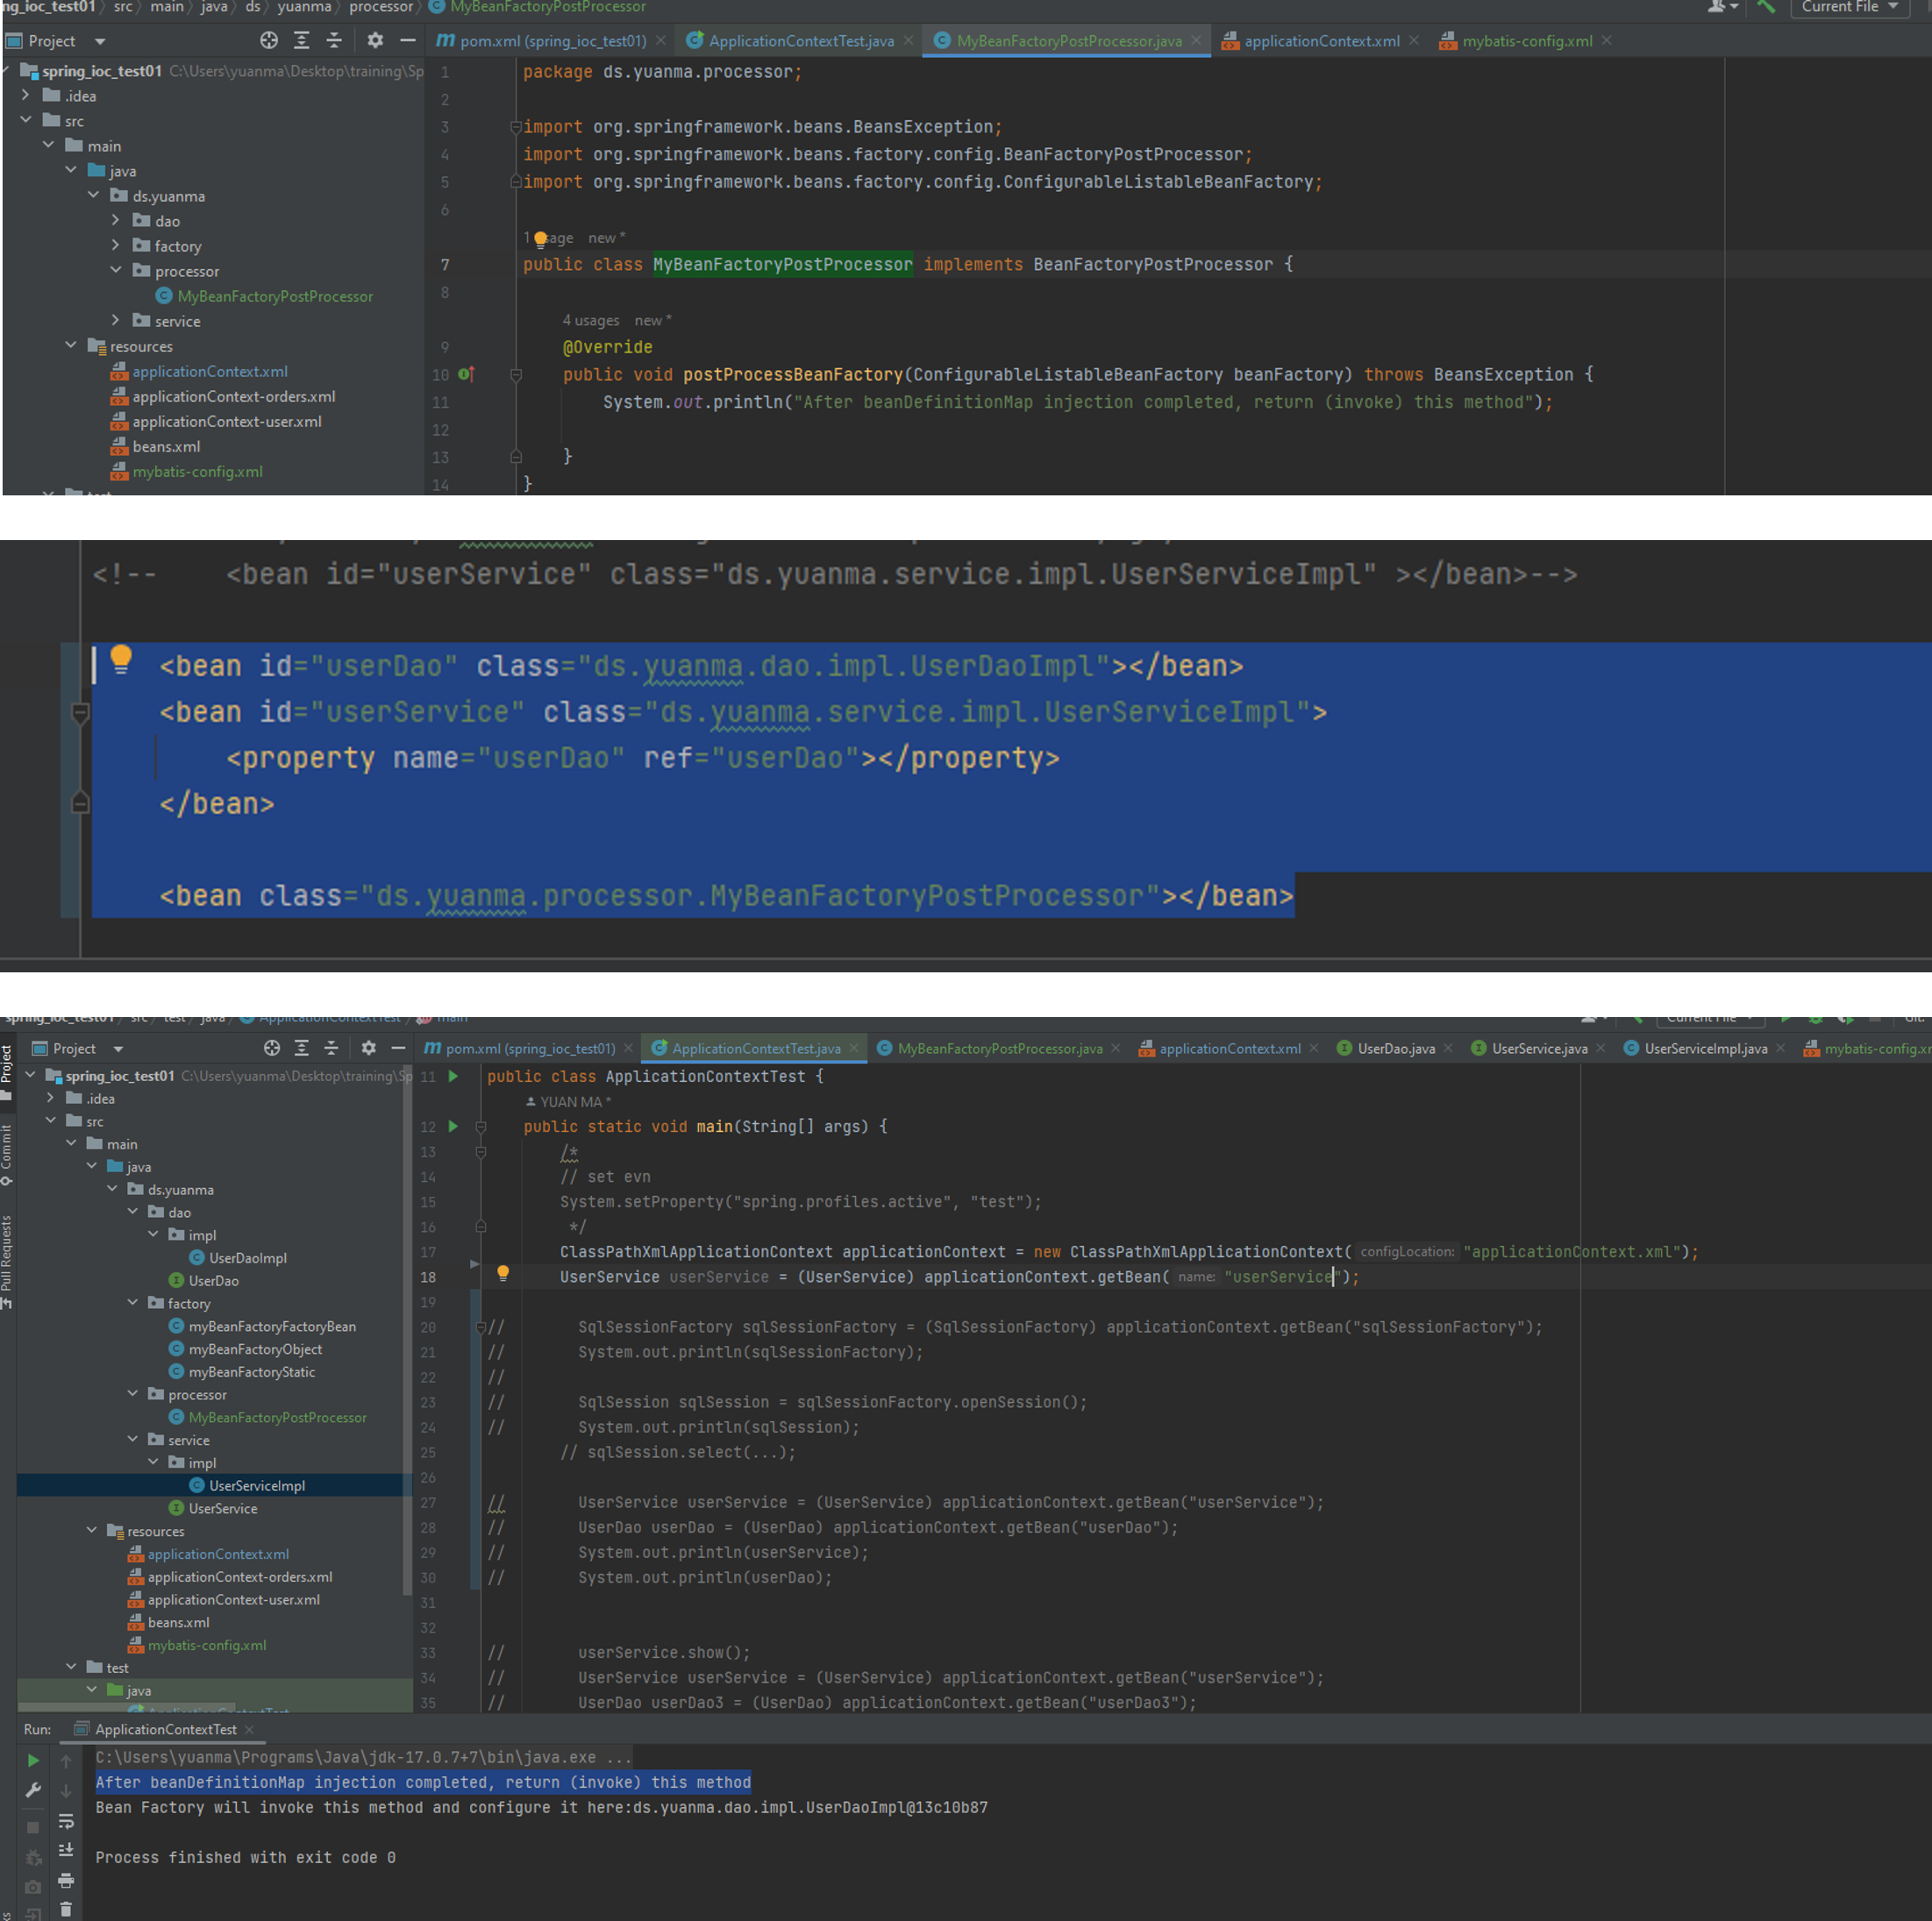 ng_ioc_test01 〉 src 〉 main 〉 java 〉 ds 〉 yuanma 〉 processor 〉 MyBeanFactoryPostProcessor
Current File
Project
pom.xml (spring_ioc_test01) ApplicationContextTest.java MyBeanFactoryPostProcessor.java applicationContext.xml mybatis-config.xml
spring_ioc_test01 C:\Users\yuanma\Desktop\training\Sp
.idea
src
main
java
ds.yuanma
dao
factory
processor
MyBeanFactoryPostProcessor
service
resources
applicationContext.xml
applicationContext-orders.xml
applicationContext-user.xml
beans.xml
mybatis-config.xml
1 package ds.yuanma.processor;
2
3 import org.springframework.beans.BeansException;
4 import org.springframework.beans.factory.config.BeanFactoryPostProcessor;
5 import org.springframework.beans.factory.config.ConfigurableListableBeanFactory;
6
new *
7 public class MyBeanFactoryPostProcessor implements BeanFactoryPostProcessor {
8
4 usages new *
9 @Override
10 public void postProcessBeanFactory(ConfigurableListableBeanFactory beanFactory) throws BeansException {
11 System.out.println("After beanDefinitionMap injection completed, return (invoke) this method");
12
13 }
14 }
<!-- <bean id="userService" class="ds.yuanma.service.impl.UserServiceImpl" ></bean>-->
<bean id="userDao" class="ds.yuanma.dao.impl.UserDaoImpl"></bean>
<bean id="userService" class="ds.yuanma.service.impl.UserServiceImpl">
<property name="userDao" ref="userDao"></property>
</bean>
<bean class="ds.yuanma.processor.MyBeanFactoryPostProcessor"></bean>
spring_ioc_test01 / src / test / java / ApplicationContextTest / main
Current File
Git:
Project
Commit
Pull Requests
Project
pom.xml (spring_ioc_test01) ApplicationContextTest.java MyBeanFactoryPostProcessor.java applicationContext.xml UserDao.java UserService.java UserServiceImpl.java mybatis-config.x
spring_ioc_test01 C:\Users\yuanma\Desktop\training\Sp
.idea
src
main
java
ds.yuanma
dao
impl
UserDaoImpl
UserDao
factory
myBeanFactoryFactoryBean
myBeanFactoryObject
myBeanFactoryStatic
processor
MyBeanFactoryPostProcessor
service
impl
UserServiceImpl
UserService
resources
applicationContext.xml
applicationContext-orders.xml
applicationContext-user.xml
beans.xml
mybatis-config.xml
test
java
ApplicationContextTest
11 public class ApplicationContextTest {
YUAN MA *
12 public static void main(String[] args) {
13 /*
14 // set evn
15 System.setProperty("spring.profiles.active", "test");
16 */
17 ClassPathXmlApplicationContext applicationContext = new ClassPathXmlApplicationContext( configLocation: "applicationContext.xml");
18 UserService userService = (UserService) applicationContext.getBean( name: "userService");
19
20 // SqlSessionFactory sqlSessionFactory = (SqlSessionFactory) applicationContext.getBean("sqlSessionFactory");
21 // System.out.println(sqlSessionFactory);
22 //
23 // SqlSession sqlSession = sqlSessionFactory.openSession();
24 // System.out.println(sqlSession);
25 // sqlSession.select(...);
26
27 // UserService userService = (UserService) applicationContext.getBean("userService");
28 // UserDao userDao = (UserDao) applicationContext.getBean("userDao");
29 // System.out.println(userService);
30 // System.out.println(userDao);
31
32
33 // userService.show();
34 // UserService userService = (UserService) applicationContext.getBean("userService");
35 // UserDao userDao3 = (UserDao) applicationContext.getBean("userDao3");
Run: ApplicationContextTest
C:\Users\yuanma\Programs\Java\jdk-17.0.7+7\bin\java.exe ...
After beanDefinitionMap injection completed, return (invoke) this method
Bean Factory will invoke this method and configure it here:ds.yuanma.dao.impl.UserDaoImpl@13c10b87
Process finished with exit code 0